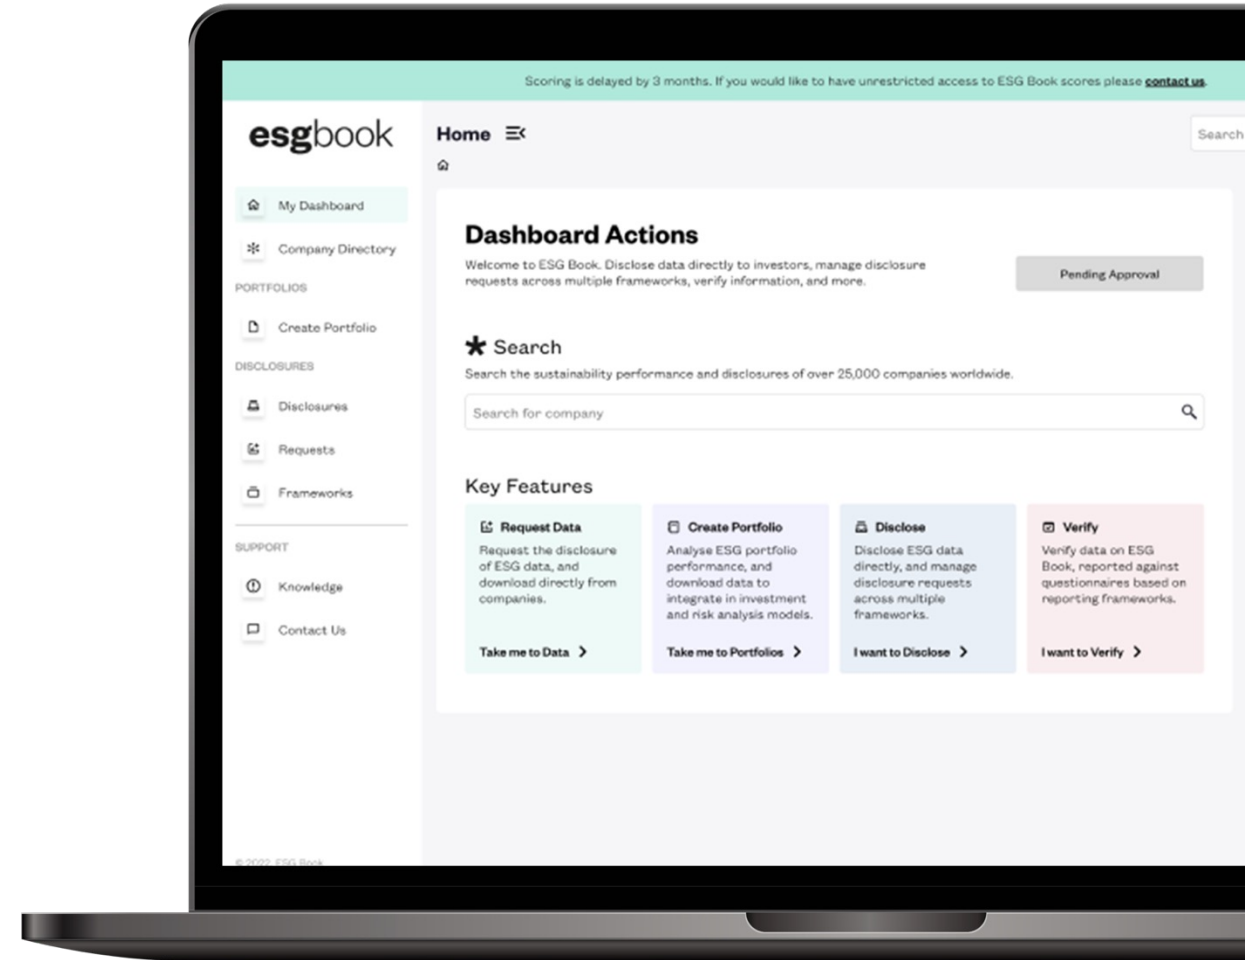 Scoring is delayed by 3 months. If you would like to have unrestricted access to ESG Book scores please contact us.
esgbook
Home
Search
My Dashboard
Company Directory
PORTFOLIOS
Create Portfolio
DISCLOSURES
Disclosures
Requests
Frameworks
SUPPORT
Knowledge
Contact Us
© 2022 ESG Book
Dashboard Actions
Welcome to ESG Book. Disclose data directly to investors, manage disclosure
requests across multiple frameworks, verify information, and more.
Pending Approval
Search
Search the sustainability performance and disclosures of over 25,000 companies worldwide.
Search for company
Key Features
Request Data
Request the disclosure
of ESG data, and
download directly from
companies.
Take me to Data
Create Portfolio
Analyse ESG portfolio
performance, and
download data to
integrate in investment
and risk analysis models.
Take me to Portfolios
Disclose
Disclose ESG data
directly, and manage
disclosure requests
across multiple
frameworks.
I want to Disclose
Verify
Verify data on ESG
Book, reported against
questionnaires based on
reporting frameworks.
I want to Verify